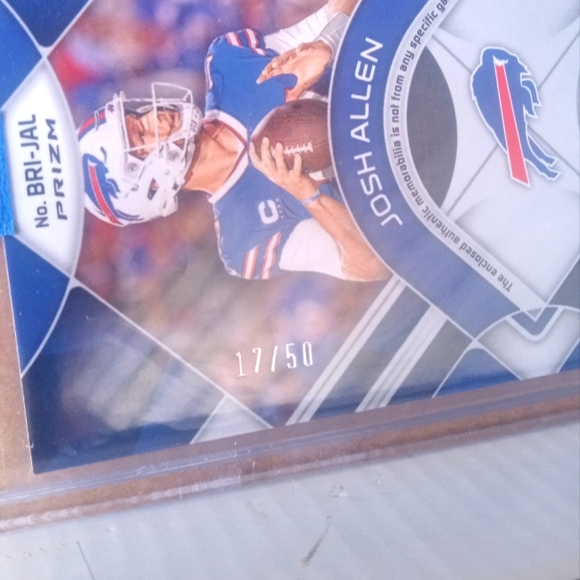 No. BRI-JAL
PRIZM
JOSH ALLEN
The enclosed authentic memorabilia is not from any specific ga
17/50